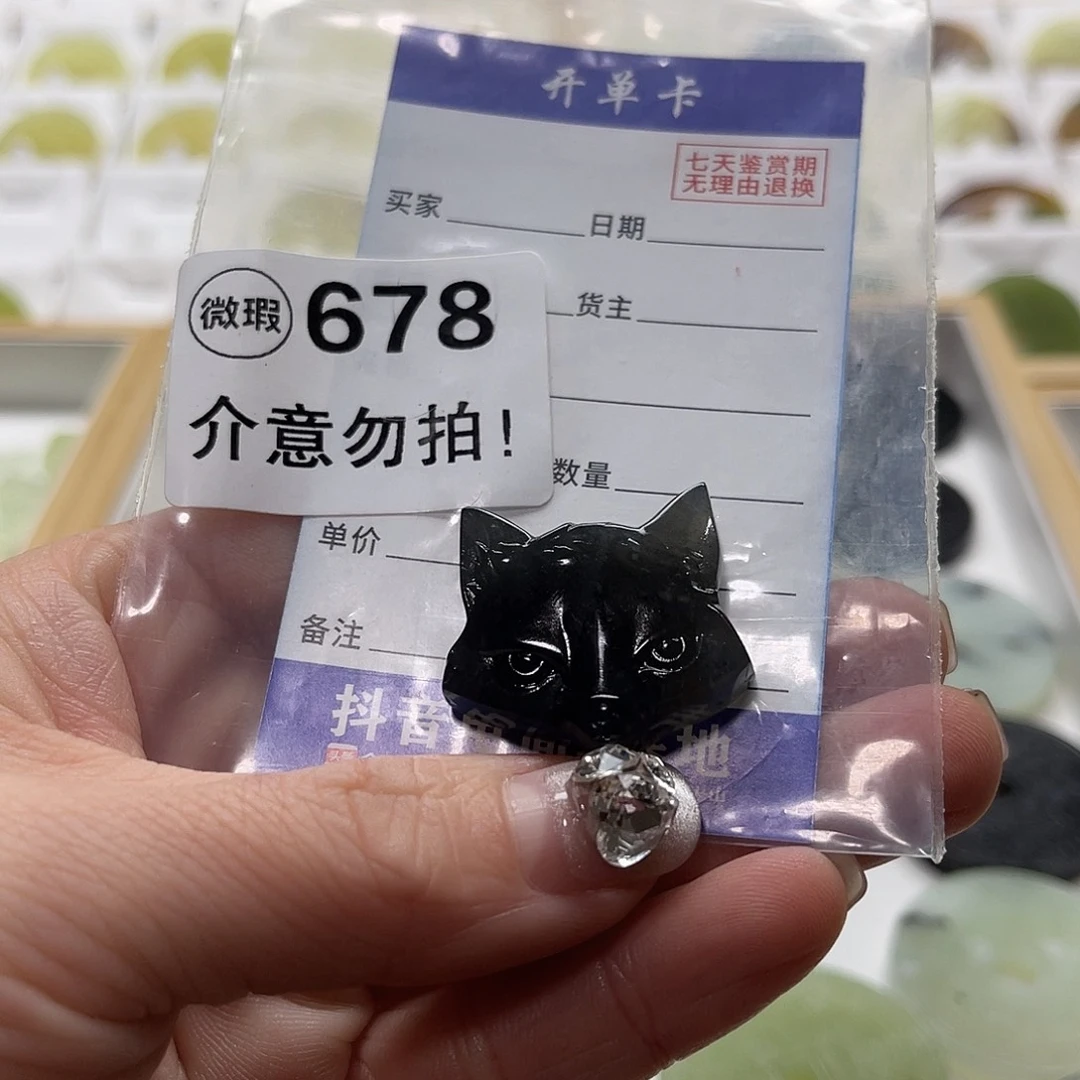 开单卡
七天鉴赏期
无理由退换
买家 日期
微瑕 678
介意勿拍!
货主
数量
单价
备注
抖音 地